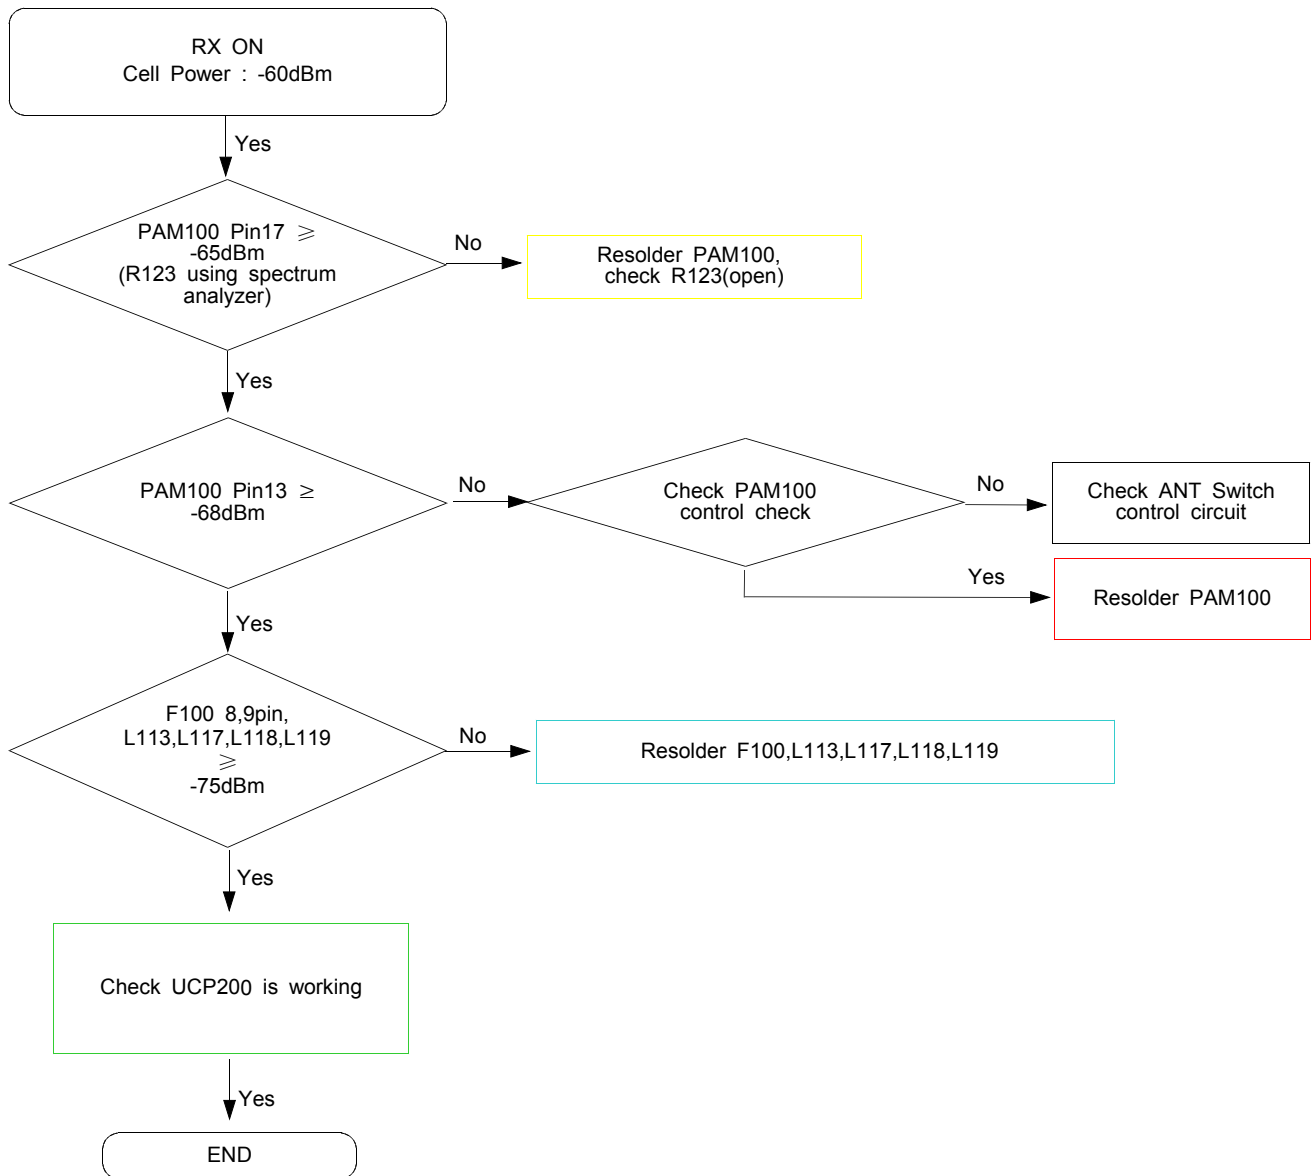 RX ON
Cell Power : -60dBm
Yes
PAM100 Pin17 ≥
-65dBm
(R123 using spectrum
analyzer)
No
Resolder PAM100,
check R123(open)
Yes
PAM100 Pin13 ≥
-68dBm
No
Check PAM100
control check
No
Check ANT Switch
control circuit
Yes
Resolder PAM100
Yes
F100 8,9pin,
L113,L117,L118,L119
≥
-75dBm
No
Resolder F100,L113,L117,L118,L119
Yes
Check UCP200 is working
Yes
END